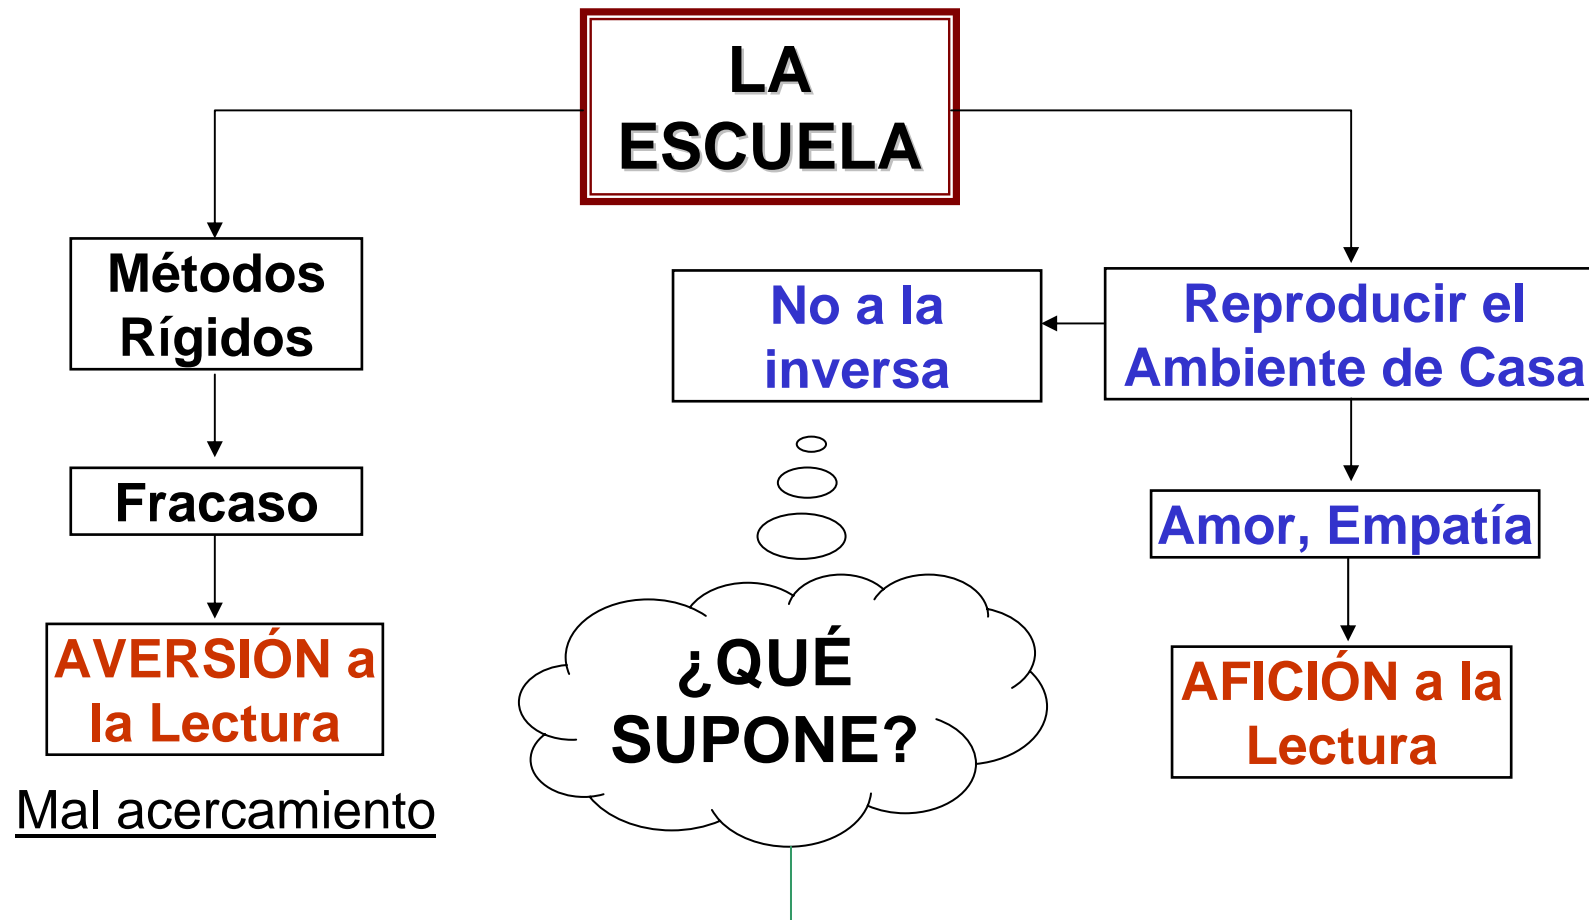 LA
ESCUELA
Métodos
Rígidos
Fracaso
AVERSIÓN a
la Lectura
Mal acercamiento
No a la
inversa
¿QUÉ
SUPONE?
Reproducir el
Ambiente de Casa
Amor, Empatía
AFICIÓN a la
Lectura